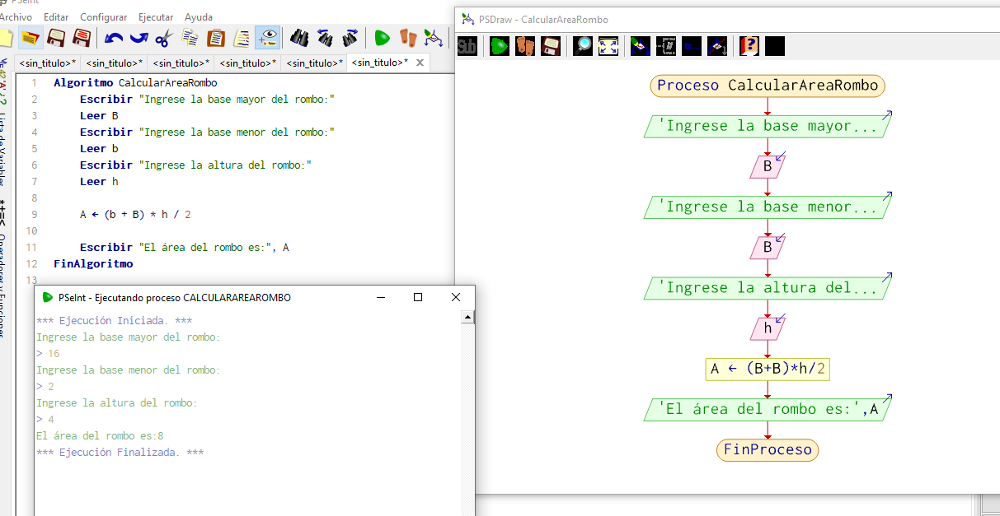 PSeInt
Archivo Editar Configurar Ejecutar Ayuda
<sin_titulo>* <sin_titulo>* <sin_titulo>* <sin_titulo>* <sin_titulo>* <sin_titulo>* X
Lista de Variables
*+=< Operadores y Funciones
1 Algoritmo CalcularAreaRombo
2 Escribir "Ingrese la base mayor del rombo:"
3 Leer B
4 Escribir "Ingrese la base menor del rombo:"
5 Leer b
6 Escribir "Ingrese la altura del rombo:"
7 Leer h
8
9 A ← (b + B) * h / 2
10
11 Escribir "El área del rombo es:", A
12 FinAlgoritmo
13
PSeInt - Ejecutando proceso CALCULARAREAROMBO
*** Ejecución Iniciada. ***
Ingrese la base mayor del rombo:
> 16
Ingrese la base menor del rombo:
> 2
Ingrese la altura del rombo:
> 4
El área del rombo es:8
*** Ejecución Finalizada. ***
PSDraw - CalcularAreaRombo
Sub
Proceso CalcularAreaRombo
'Ingrese la base mayor...
B
'Ingrese la base menor...
B
'Ingrese la altura del...
h
A ← (B+B)*h/2
'El área del rombo es:',A
FinProceso